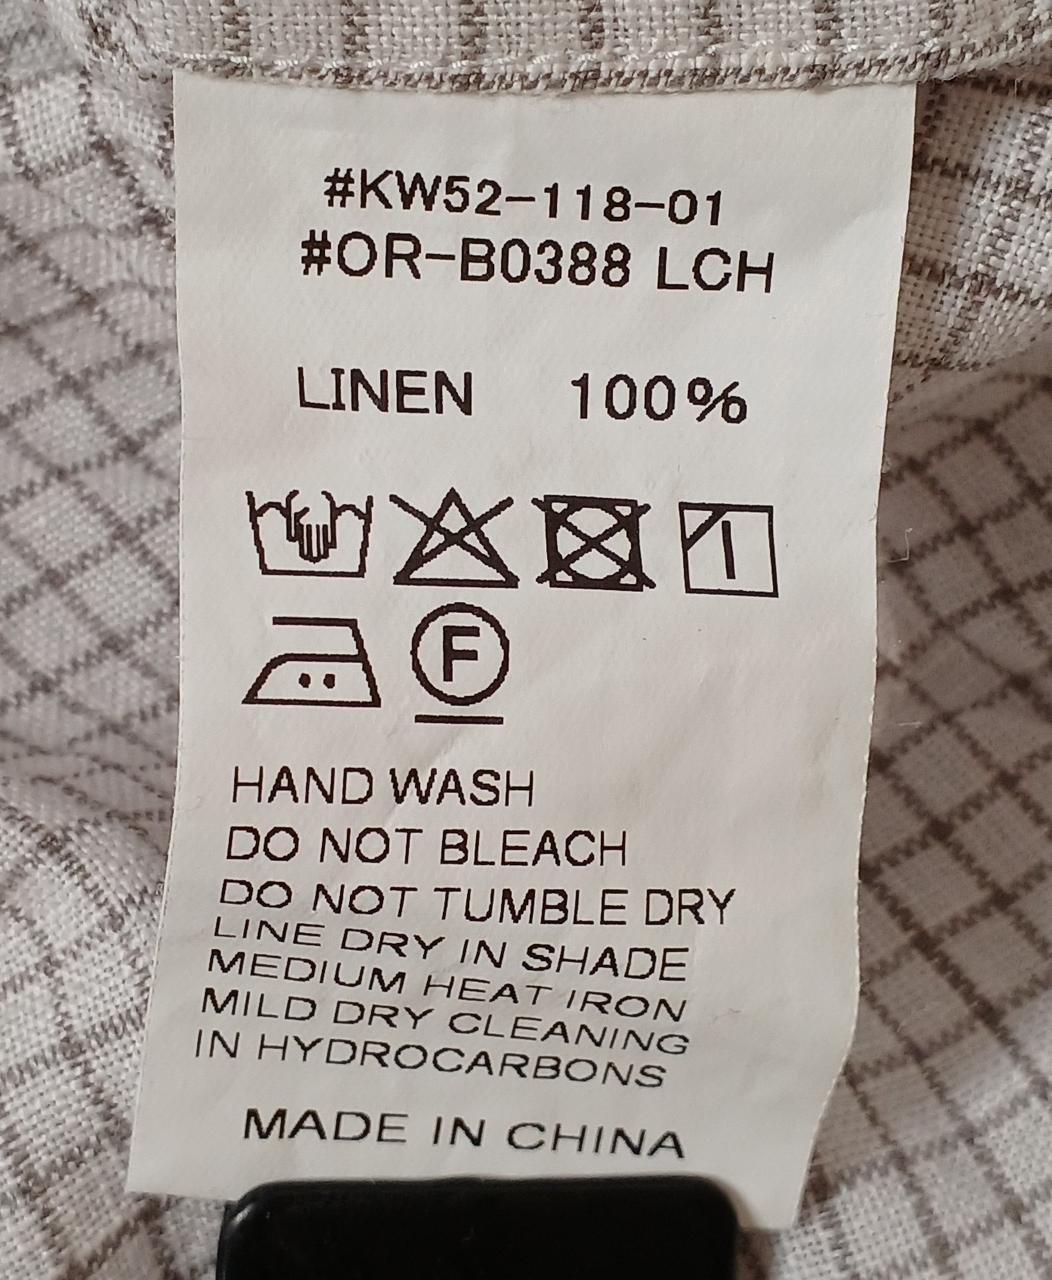 #KW52-118-01
#OR-B0388 LCH
LINEN 100%
F
HAND WASH
DO NOT BLEACH
DO NOT TUMBLE DRY
LINE DRY IN SHADE
MEDIUM HEAT IRON
MILD DRY CLEANING
IN HYDROCARBONS
MADE IN CHINA